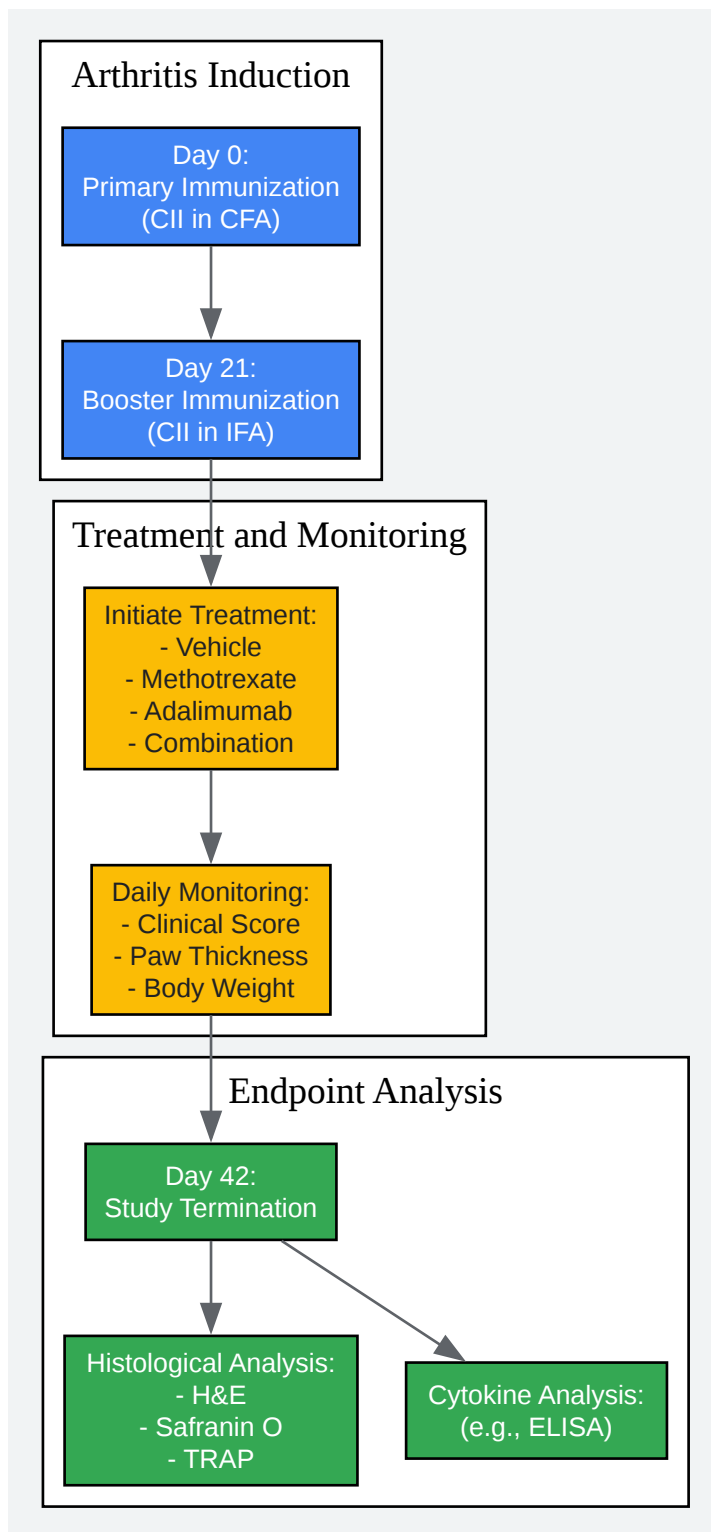 Arthritis Induction
Day 0:
Primary Immunization
(CII in CFA)
Day 21:
Booster Immunization
(CII in IFA)
Treatment and Monitoring
Initiate Treatment:
- Vehicle
- Methotrexate
- Adalimumab
- Combination
Daily Monitoring:
- Clinical Score
- Paw Thickness
- Body Weight
Endpoint Analysis
Day 42:
Study Termination
Histological Analysis:
- H&E
- Safranin O
- TRAP
Cytokine Analysis:
(e.g., ELISA)